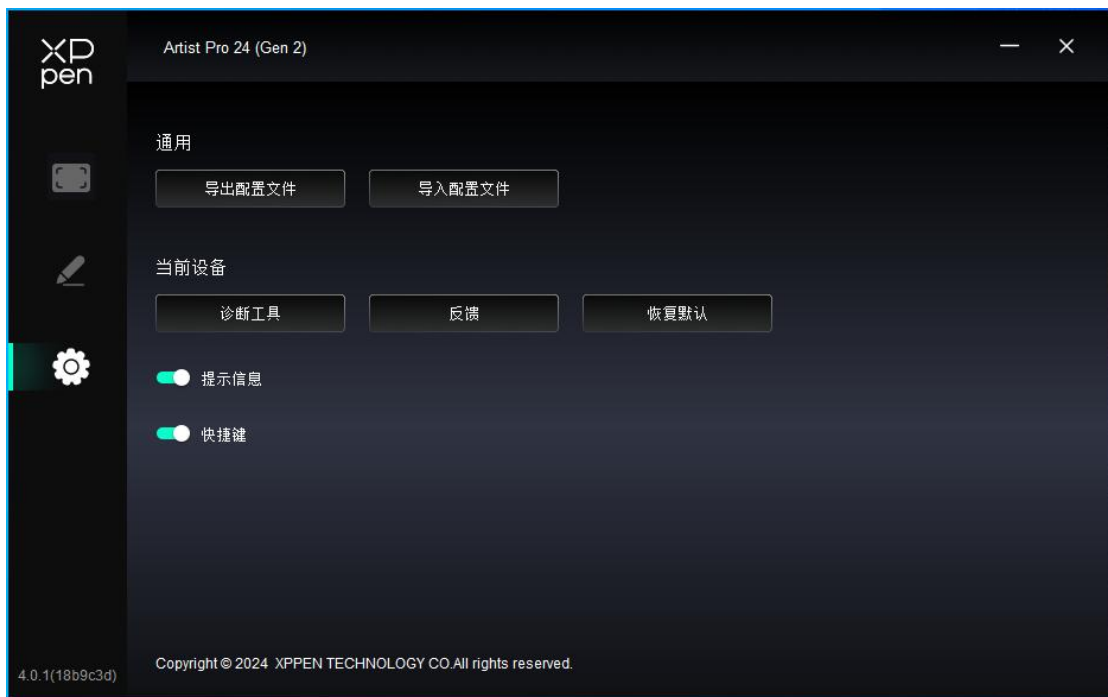 XP
pen
Artist Pro 24 (Gen 2)
通用
导出配置文件 导入配置文件
当前设备
诊断工具 反馈 恢复默认
提示信息
快捷键
4.0.1(18b9c3d)
Copyright © 2024 XPPEN TECHNOLOGY CO.All rights reserved.